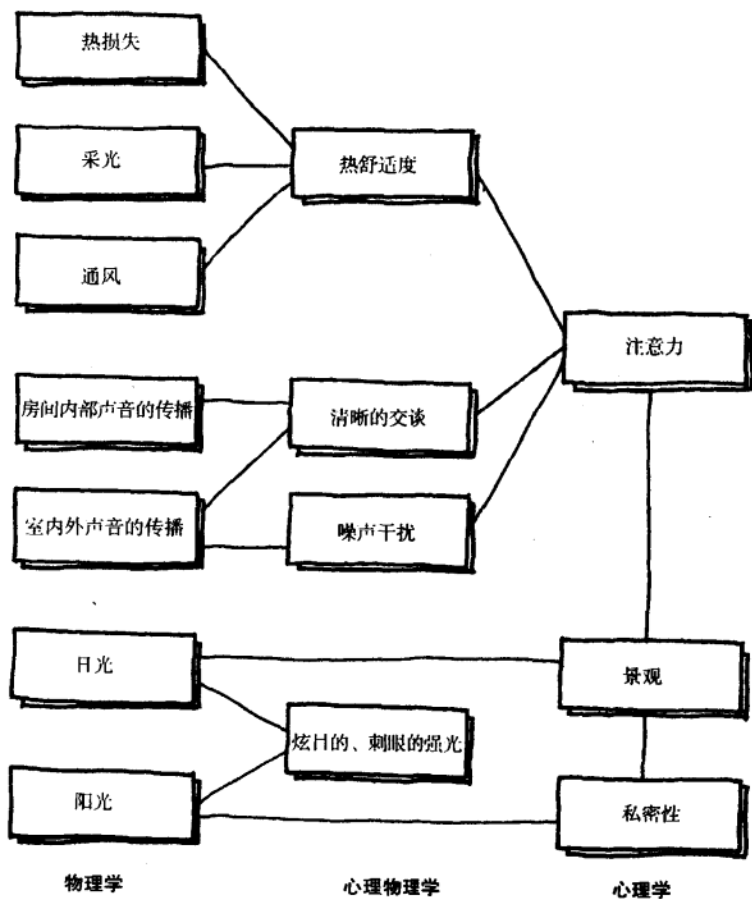 热损失
采光
热舒适度
通风
注意力
房间内部声音的传播
清晰的交谈
室内外声音的传播
噪声干扰
日光
景观
炫目的、刺眼的强光
阳光
私密性
物理学
心理物理学
心理学